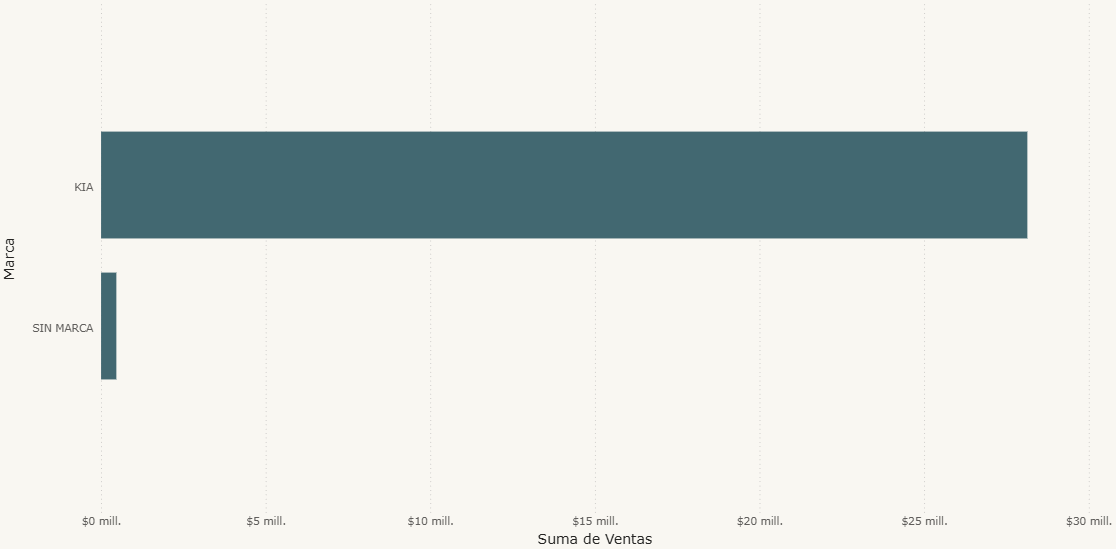 KIA
Marca
SIN MARCA
$0 mill.
$5 mill.
$10 mill.
$15 mill.
$20 mill.
$25 mill.
$30 mill.
Suma de Ventas